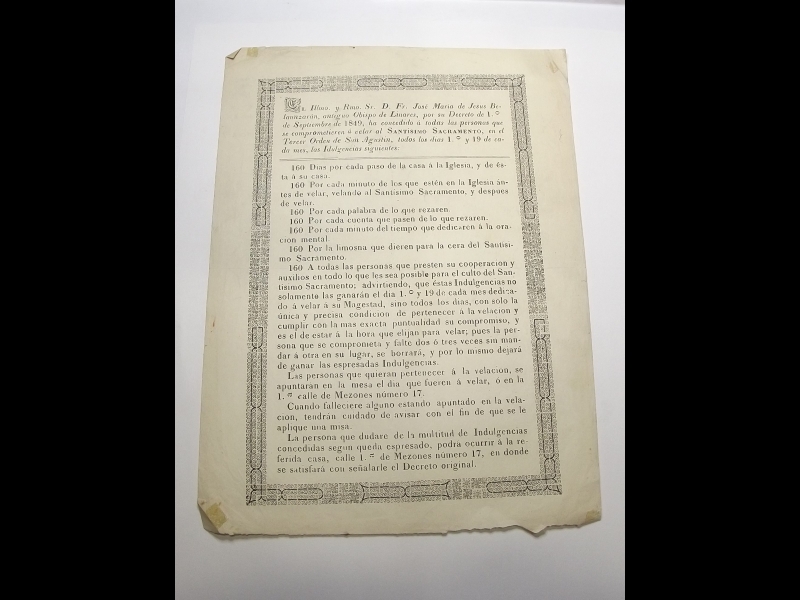 EL Illmo. y Rmo. Sr. D. Fr. José Maria de Jesus Be-
launzarán, antiguo Obispo de Linares, por su Decreto de 1.º
de Septiembre de 1849, ha concedido á todas las personas que
se comprometieren á velar al SANTÍSIMO SACRAMENTO, en el
Tercer Orden de San Agustin, todos los dias 1.º y 19 de ca-
da mes, las Idulgencias siguientes:
160 Dias por cada paso de la casa á la Iglesia, y de és-
ta á su casa.
160 Por cada minuto de los que estén en la Iglesia an-
tes de velar, velando al Santísimo Sacramento, y despues
de velar.
160 Por cada palabra de lo que rezaren.
160 Por cada cuenta que pasen de lo que rezaren.
160 Por cada minuto del tiempo que dedicaren á la ora-
cion mental.
160 Por la limosna que dieren para la cera del Santísi-
mo Sacramento.
160 A todas las personas que presten su cooperacion y
auxilios en todo lo que les sea posible para el culto del San-
tísimo Sacramento; advirtiendo, que éstas Indulgencias no
solamente las ganarán el dia 1.º y 19 de cada mes dedica-
do á velar á su Magestad, sino todos los dias, con solo la
única y precisa condicion de pertenecer á la velacion y
cumplir con la mas exacta puntualidad su compromiso, y
es el de estar á la hora que elijan para velar; pues la per-
sona que se comprometa y falte dos ó tres veces sin man-
dar á otra en su lugar, se borrará, y por lo mismo dejará
de ganar las espresadas Indulgencias.
Las personas que quieran pertenecer á la velacion, se
apuntarán en la mesa el dia que fueren á velar, ó en la
1.ª calle de Mezones número 17.
Cuando falleciere alguno estando apuntado en la vela-
cion, tendrán cuidado de avisar con el fin de que se le
aplique una misa.
La persona que dudare de la moltitud de Indulgencias
concedidas segun queda espresado, podrá ocurrir á la re-
ferida casa, calle 1.ª de Mezones número 17, en donde
se satisfará con señalarle el Decreto original.